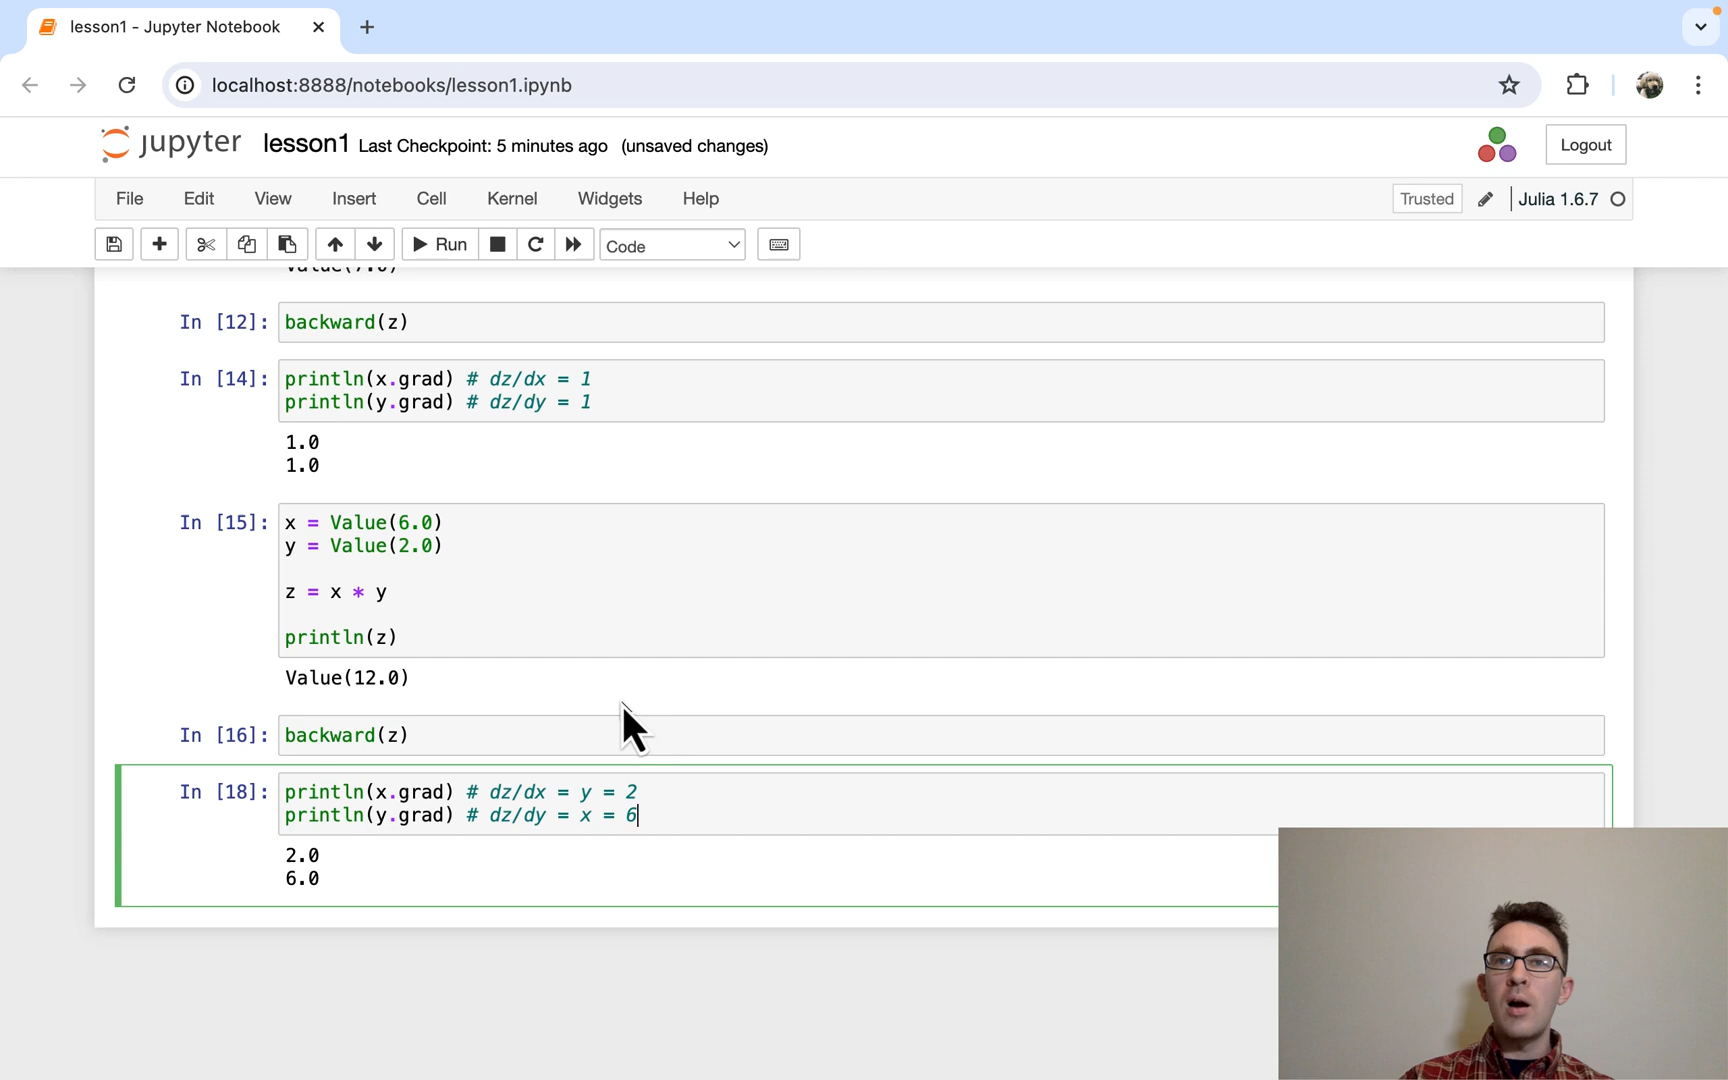 lesson1 - Jupyter Notebook
localhost:8888/notebooks/lesson1.ipynb
jupyter lesson1 Last Checkpoint: 5 minutes ago (unsaved changes)
Logout
File Edit View Insert Cell Kernel Widgets Help
Trusted Julia 1.6.7
Run Code
Value(7.0)
In [12]: backward(z)
In [14]: println(x.grad) # dz/dx = 1
println(y.grad) # dz/dy = 1
1.0
1.0
In [15]: x = Value(6.0)
y = Value(2.0)
z = x * y
println(z)
Value(12.0)
In [16]: backward(z)
In [18]: println(x.grad) # dz/dx = y = 2
println(y.grad) # dz/dy = x = 6
2.0
6.0